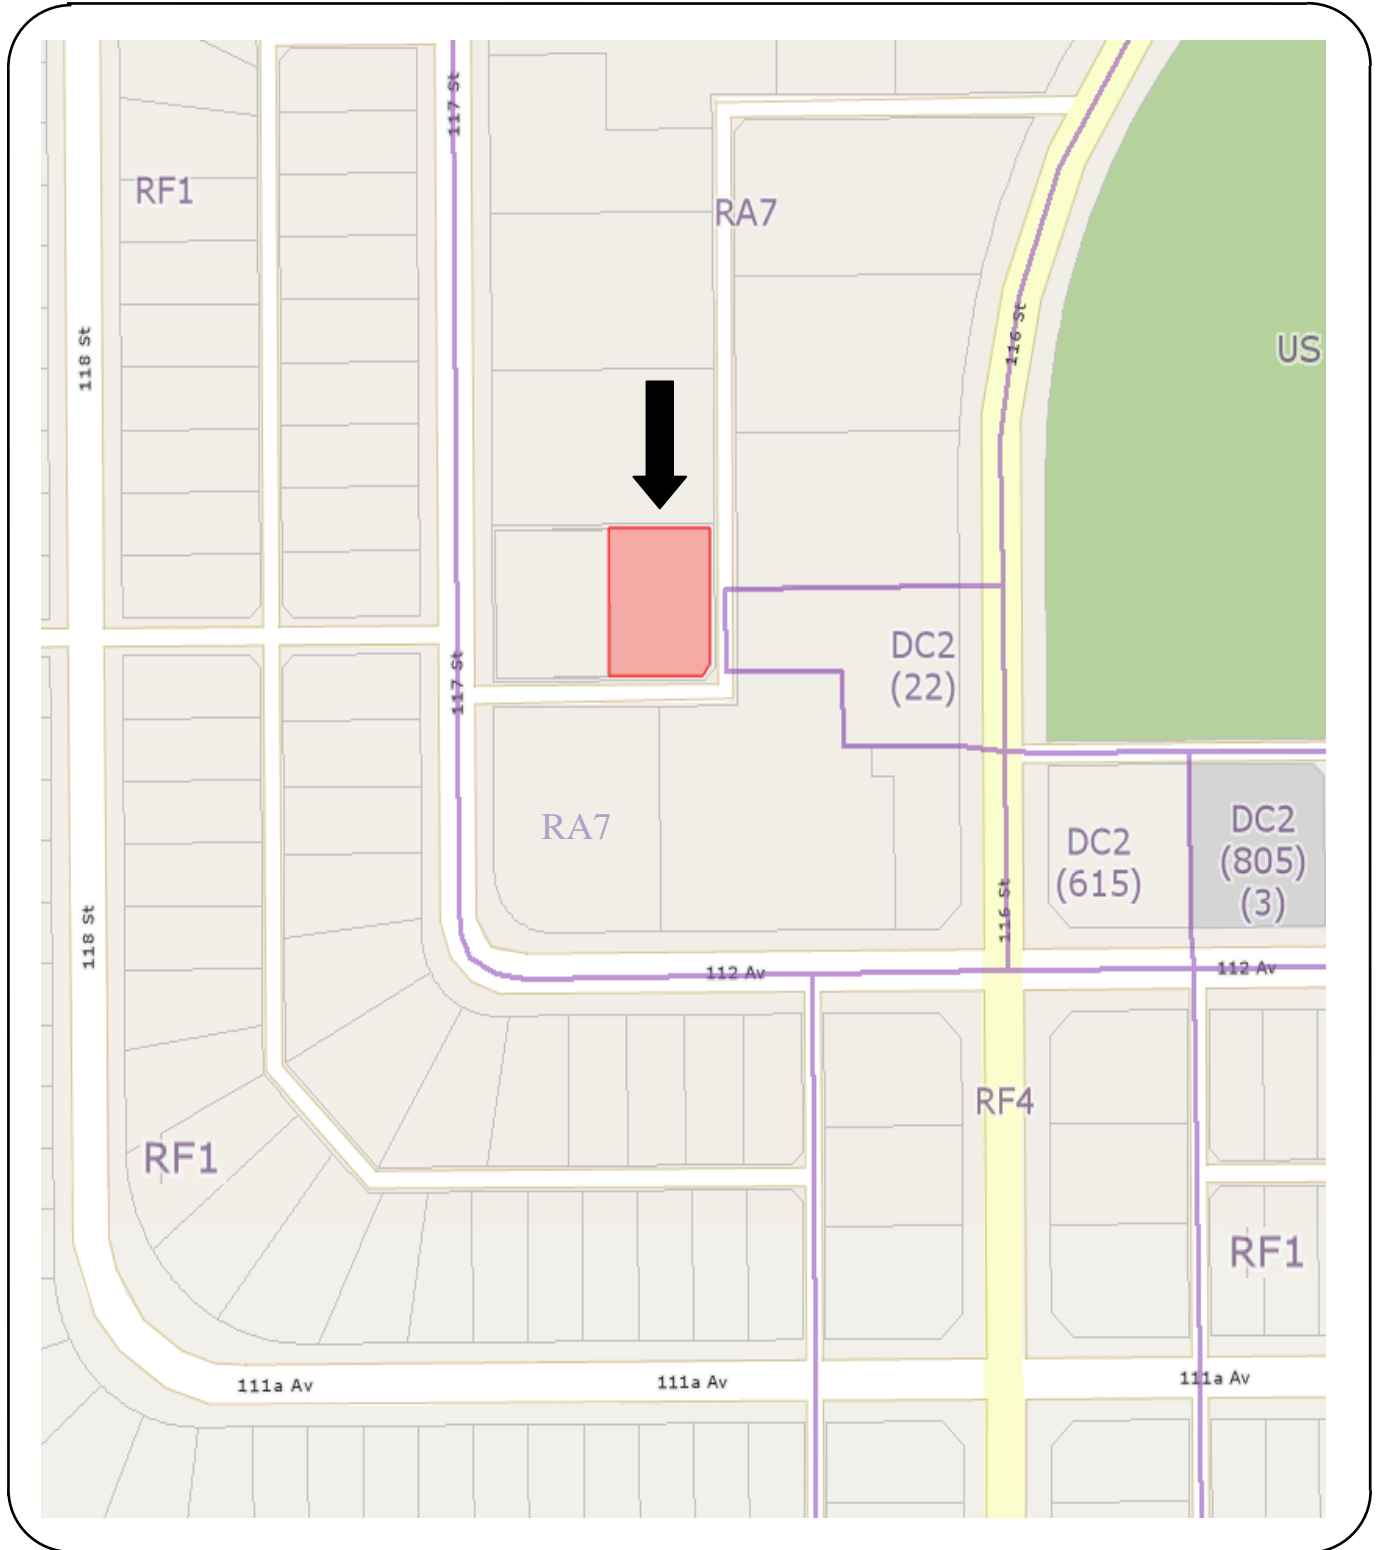 117 St
RF1
RA7
116 St
118 St
US
DC2
(22)
117 St
RA7
DC2
(805)
(3)
DC2
(615)
118 St
116 St
112 Av
112 Av
RF4
RF1
RF1
111a Av
111a Av
111a Av